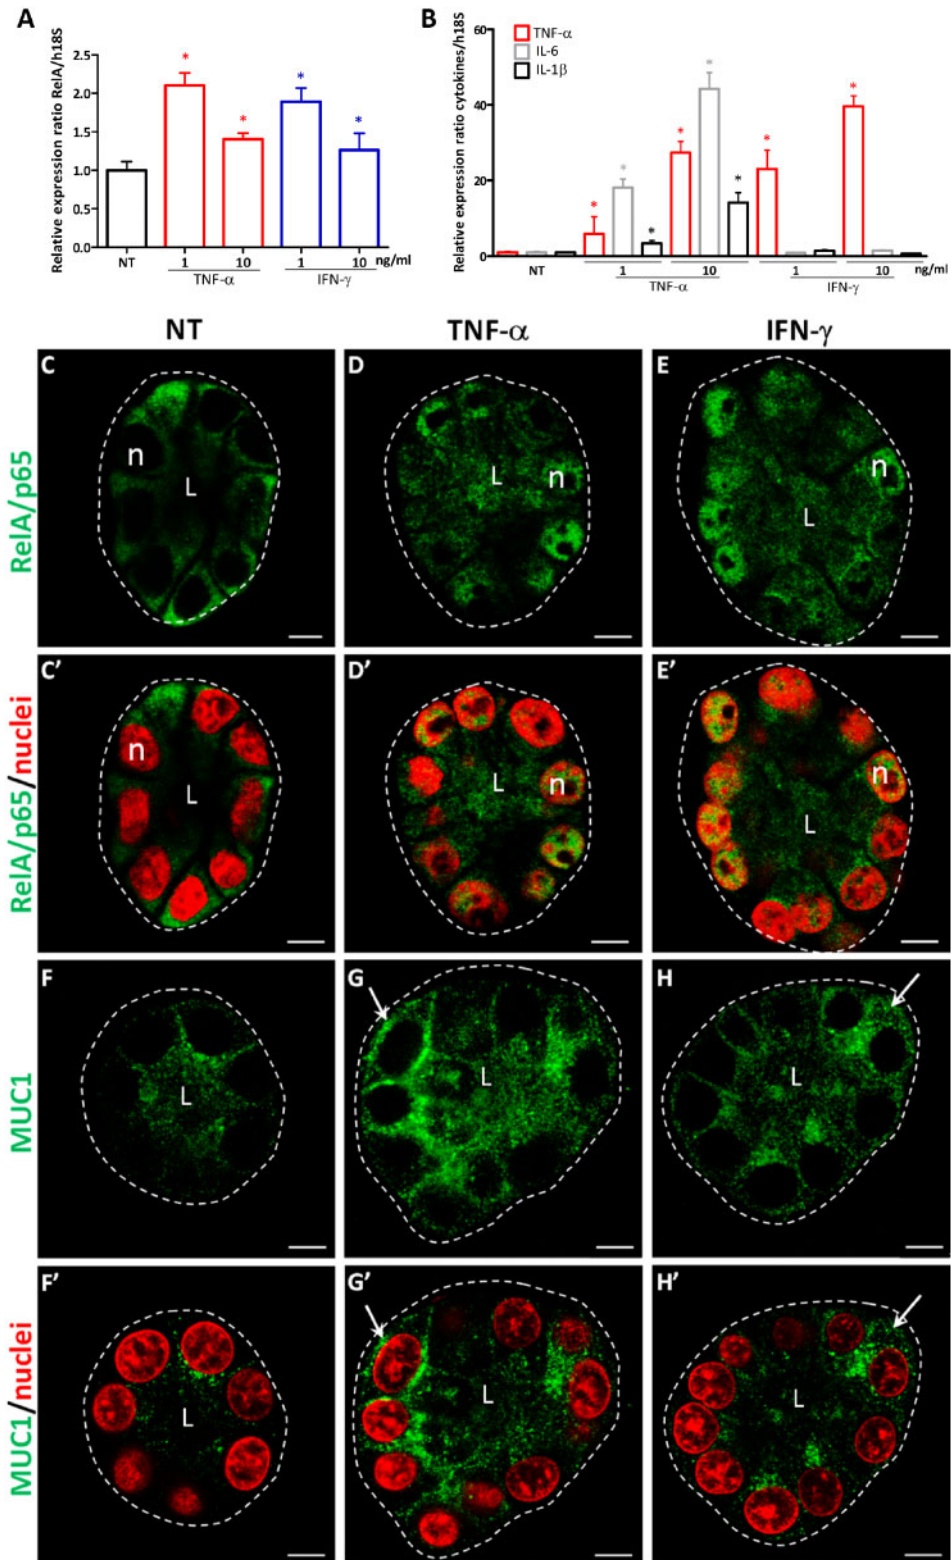 A
Relative expression ratio RelA/h18S
2.5
2.0
1.5
1.0
0.5
0.0
*
*
*
*
NT
1
10
1
10
ng/ml
TNF-α
IFN-γ
B
Relative expression ratio cytokines/h18S
60
40
20
0
TNF-α
IL-6
IL-1β
*
*
*
*
*
*
*
*
NT
1
10
1
10
ng/ml
TNF-α
IFN-γ
NT
TNF-α
IFN-γ
RelA/p65
C
n
L
D
L
n
E
n
L
RelA/p65/nuclei
C’
n
L
D’
L
n
E’
n
L
MUC1
F
L
G
L
H
L
MUC1/nuclei
F’
L
G’
L
H’
L